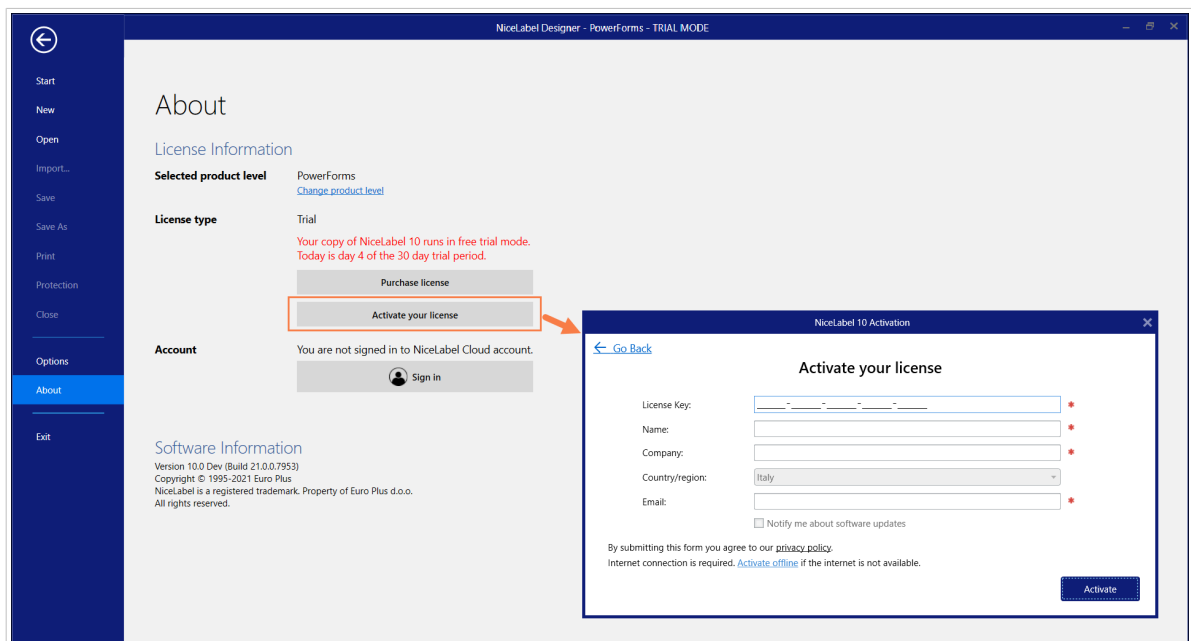 NiceLabel Designer - PowerForms - TRIAL MODE
Start
New
Open
Import...
Save
Save As
Print
Protection
Close
Options
About
Exit
About
License Information
Selected product level PowerForms
Change product level
License type Trial
Your copy of NiceLabel 10 runs in free trial mode.
Today is day 4 of the 30 day trial period.
Purchase license
Activate your license
Account You are not signed in to NiceLabel Cloud account.
Sign in
Software Information
Version 10.0 Dev (Build 21.0.0.7953)
Copyright © 1995-2021 Euro Plus
NiceLabel is a registered trademark. Property of Euro Plus d.o.o.
All rights reserved.
NiceLabel 10 Activation
Go Back
Activate your license
License Key: _____-_____-_____-_____-_____ *
Name: *
Company: *
Country/region: Italy
Email: *
Notify me about software updates
By submitting this form you agree to our privacy policy.
Internet connection is required. Activate offline if the internet is not available.
Activate